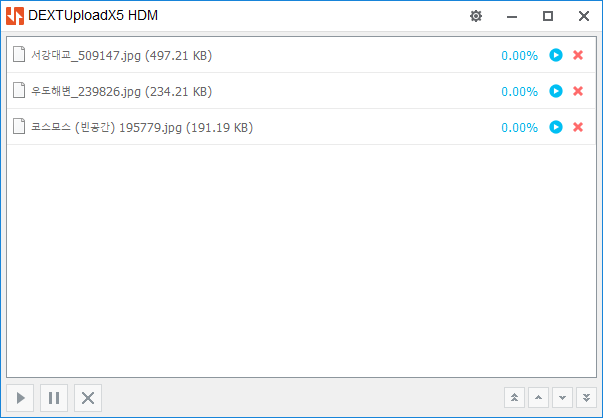 DEXTUploadX5 HDM
서강대교_509147.jpg (497.21 KB) 0.00%
우도해변_239826.jpg (234.21 KB) 0.00%
코스모스 (빈공간) 195779.jpg (191.19 KB) 0.00%